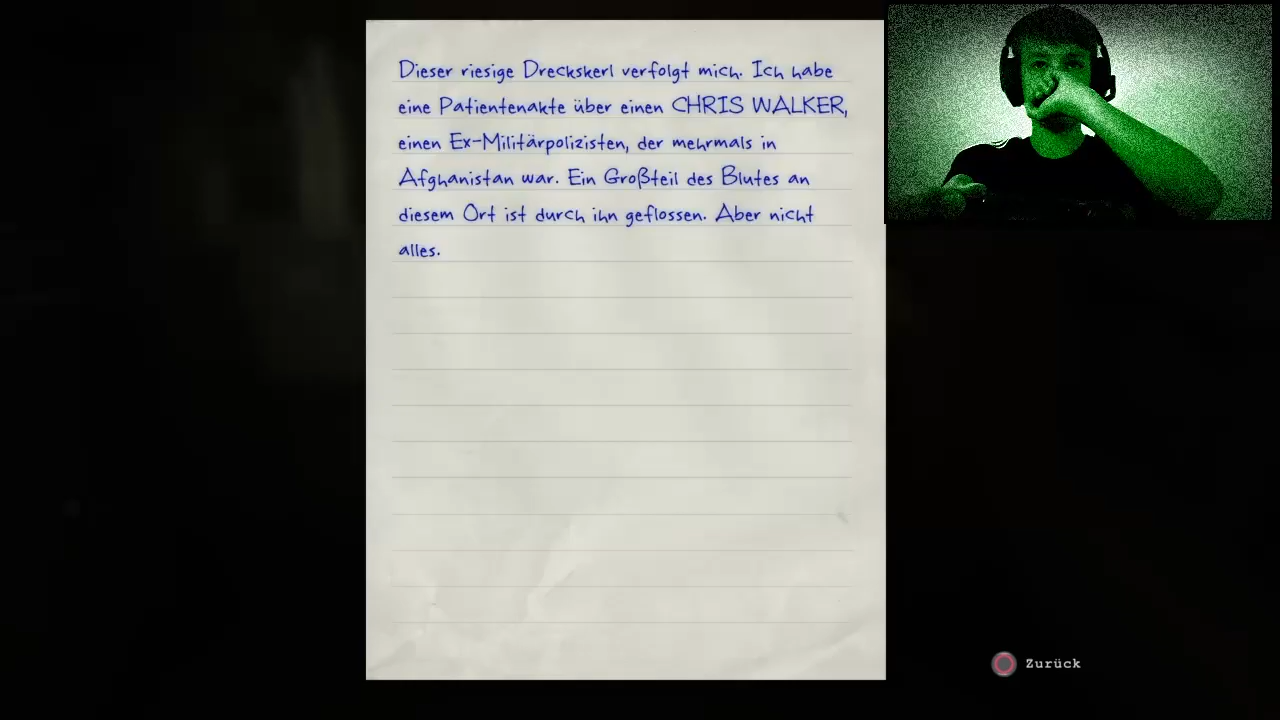 Dieser riesige Dreckskerl verfolgt mich. Ich habe
eine Patientenakte über einen CHRIS WALKER,
einen Ex-Militärpolizisten, der mehrmals in
Afghanistan war. Ein Großteil des Blutes an
diesem Ort ist durch ihn geflossen. Aber nicht
alles.
Zurück